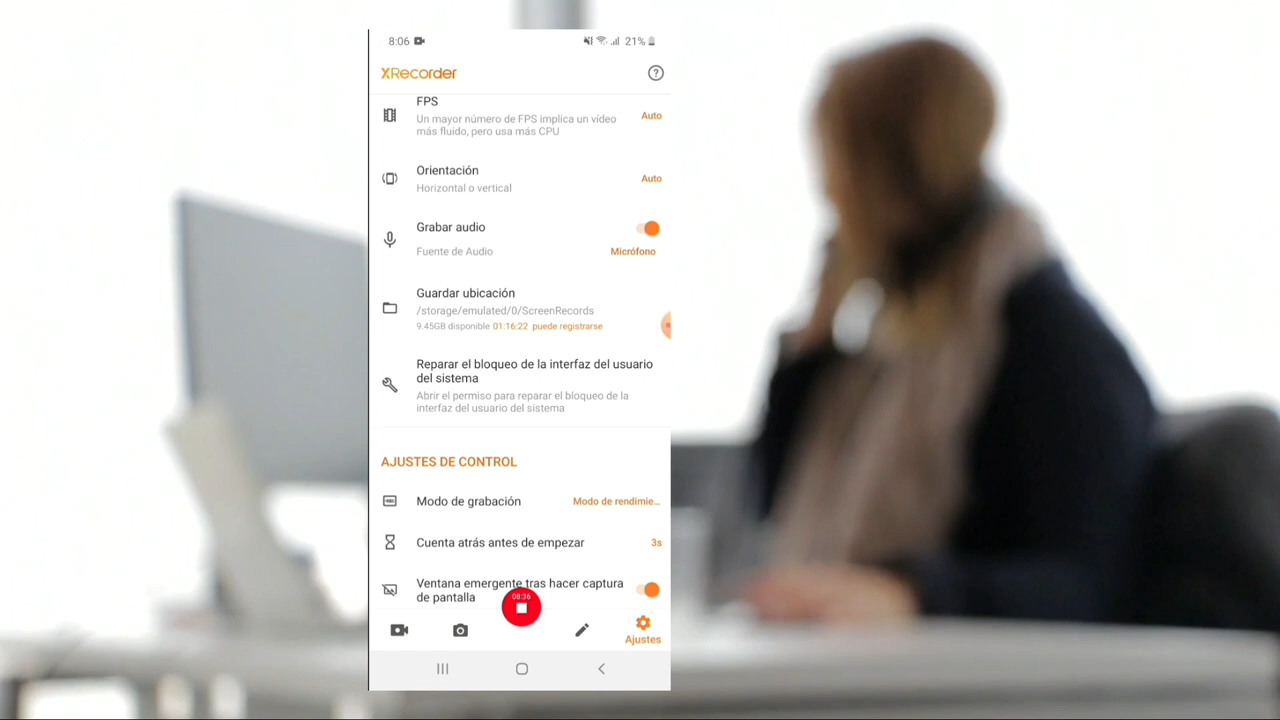 8:06
21%
XRecorder
FPS
Un mayor número de FPS implica un vídeo
más fluido, pero usa más CPU
Auto
Orientación
Horizontal o vertical
Auto
Grabar audio
Fuente de Audio
Micrófono
Guardar ubicación
/storage/emulated/0/ScreenRecords
9.45GB disponible 01:16:22 puede registrarse
Reparar el bloqueo de la interfaz del usuario
del sistema
Abrir el permiso para reparar el bloqueo de la
interfaz del usuario del sistema
AJUSTES DE CONTROL
Modo de grabación
Modo de rendimie...
Cuenta atrás antes de empezar
3s
Ventana emergente tras hacer captura
de pantalla
08:36
Ajustes